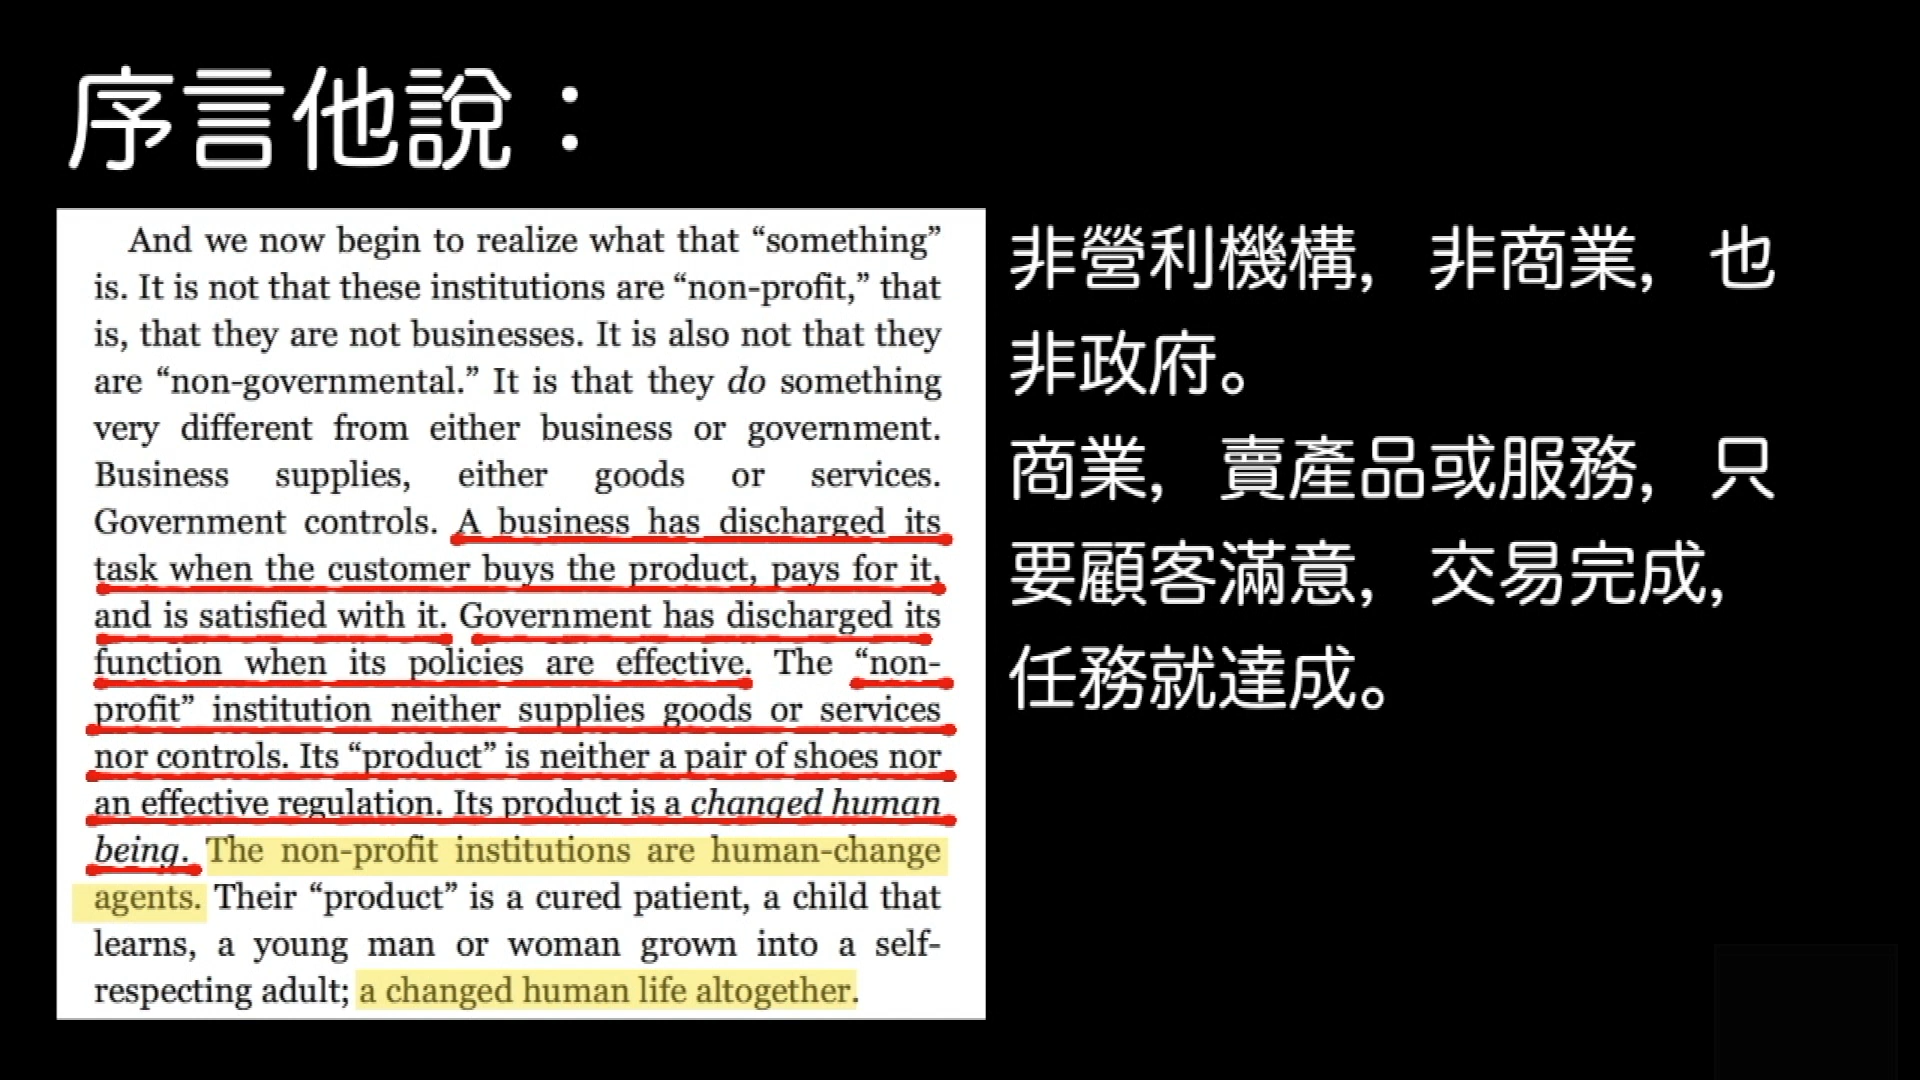 序言他說：
And we now begin to realize what that “something”
is. It is not that these institutions are “non-profit,” that
is, that they are not businesses. It is also not that they
are “non-governmental.” It is that they do something
very different from either business or government.
Business supplies, either goods or services.
Government controls. A business has discharged its
task when the customer buys the product, pays for it,
and is satisfied with it. Government has discharged its
function when its policies are effective. The “non-
profit” institution neither supplies goods or services
nor controls. Its “product” is neither a pair of shoes nor
an effective regulation. Its product is a changed human
being. The non-profit institutions are human-change
agents. Their “product” is a cured patient, a child that
learns, a young man or woman grown into a self-
respecting adult; a changed human life altogether.
非營利機構，非商業，也
非政府。
商業，賣產品或服務，只
要顧客滿意，交易完成，
任務就達成。